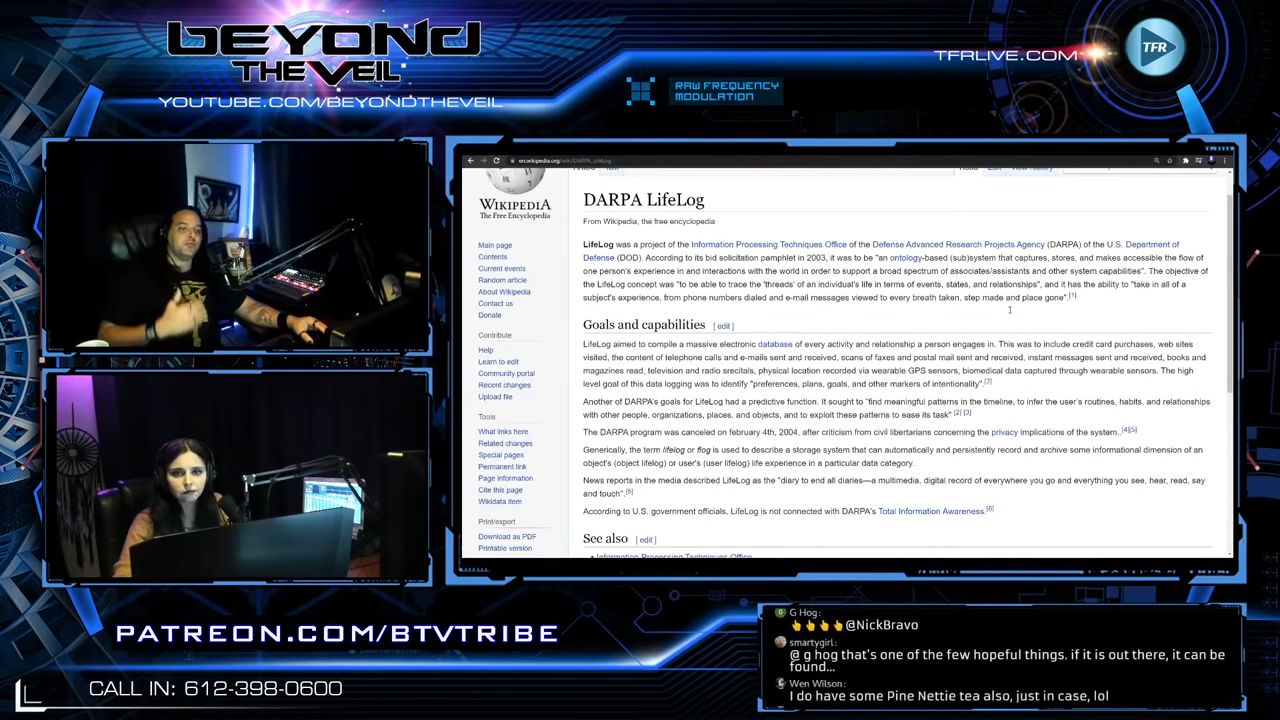 BEYOND
THE VEIL
YOUTUBE.COM/BEYONDTHEVEIL
RAW FREQUENCY
MODULATION
TFRLIVE.COM
TFR
en.wikipedia.org/wiki/DARPA_LifeLog
WIKIPEDIA
The Free Encyclopedia
Main page
Contents
Current events
Random article
About Wikipedia
Contact us
Donate
Contribute
Help
Learn to edit
Community portal
Recent changes
Upload file
Tools
What links here
Related changes
Special pages
Permanent link
Page information
Cite this page
Wikidata item
Print/export
Download as PDF
Printable version
DARPA LifeLog
From Wikipedia, the free encyclopedia
LifeLog was a project of the Information Processing Techniques Office of the Defense Advanced Research Projects Agency (DARPA) of the U.S. Department of
Defense (DOD). According to its bid solicitation pamphlet in 2003, it was to be "an ontology-based (sub)system that captures, stores, and makes accessible the flow of
one person's experience in and interactions with the world in order to support a broad spectrum of associates/assistants and other system capabilities". The objective of
the LifeLog concept was "to be able to trace the 'threads' of an individual's life in terms of events, states, and relationships", and it has the ability to "take in all of a
subject's experience, from phone numbers dialed and e-mail messages viewed to every breath taken, step made and place gone".[1]
Goals and capabilities [ edit ]
LifeLog aimed to compile a massive electronic database of every activity and relationship a person engages in. This was to include credit card purchases, web sites
visited, the content of telephone calls and e-mails sent and received, scans of faxes and postal mail sent and received, instant messages sent and received, books and
magazines read, television and radio srecitals, physical location recorded via wearable GPS sensors, biomedical data captured through wearable sensors. The high
level goal of this data logging was to identify "preferences, plans, goals, and other markers of intentionality".[2]
Another of DARPA's goals for LifeLog had a predictive function. It sought to "find meaningful patterns in the timeline, to infer the user's routines, habits, and relationships
with other people, organizations, places, and objects, and to exploit these patterns to ease its task" [2] [3]
The DARPA program was canceled on february 4th, 2004, after criticism from civil libertarians concerning the privacy implications of the system. [4][5]
Generically, the term lifelog or flog is used to describe a storage system that can automatically and persistently record and archive some informational dimension of an
object's (object lifelog) or user's (user lifelog) life experience in a particular data category.
News reports in the media described LifeLog as the "diary to end all diaries—a multimedia, digital record of everywhere you go and everything you see, hear, read, say
and touch".[6]
According to U.S. government officials, LifeLog is not connected with DARPA's Total Information Awareness.[6]
See also [ edit ]
Information Processing Techniques Office
PATREON.COM/BTVTRIBE
CALL IN: 612-398-0600
G Hog:
👆👆👆👆@NickBravo
smartygirl:
@ g hog that's one of the few hopeful things. if it is out there, it can be
found...
Wen Wilson:
I do have some Pine Nettie tea also, just in case, lol